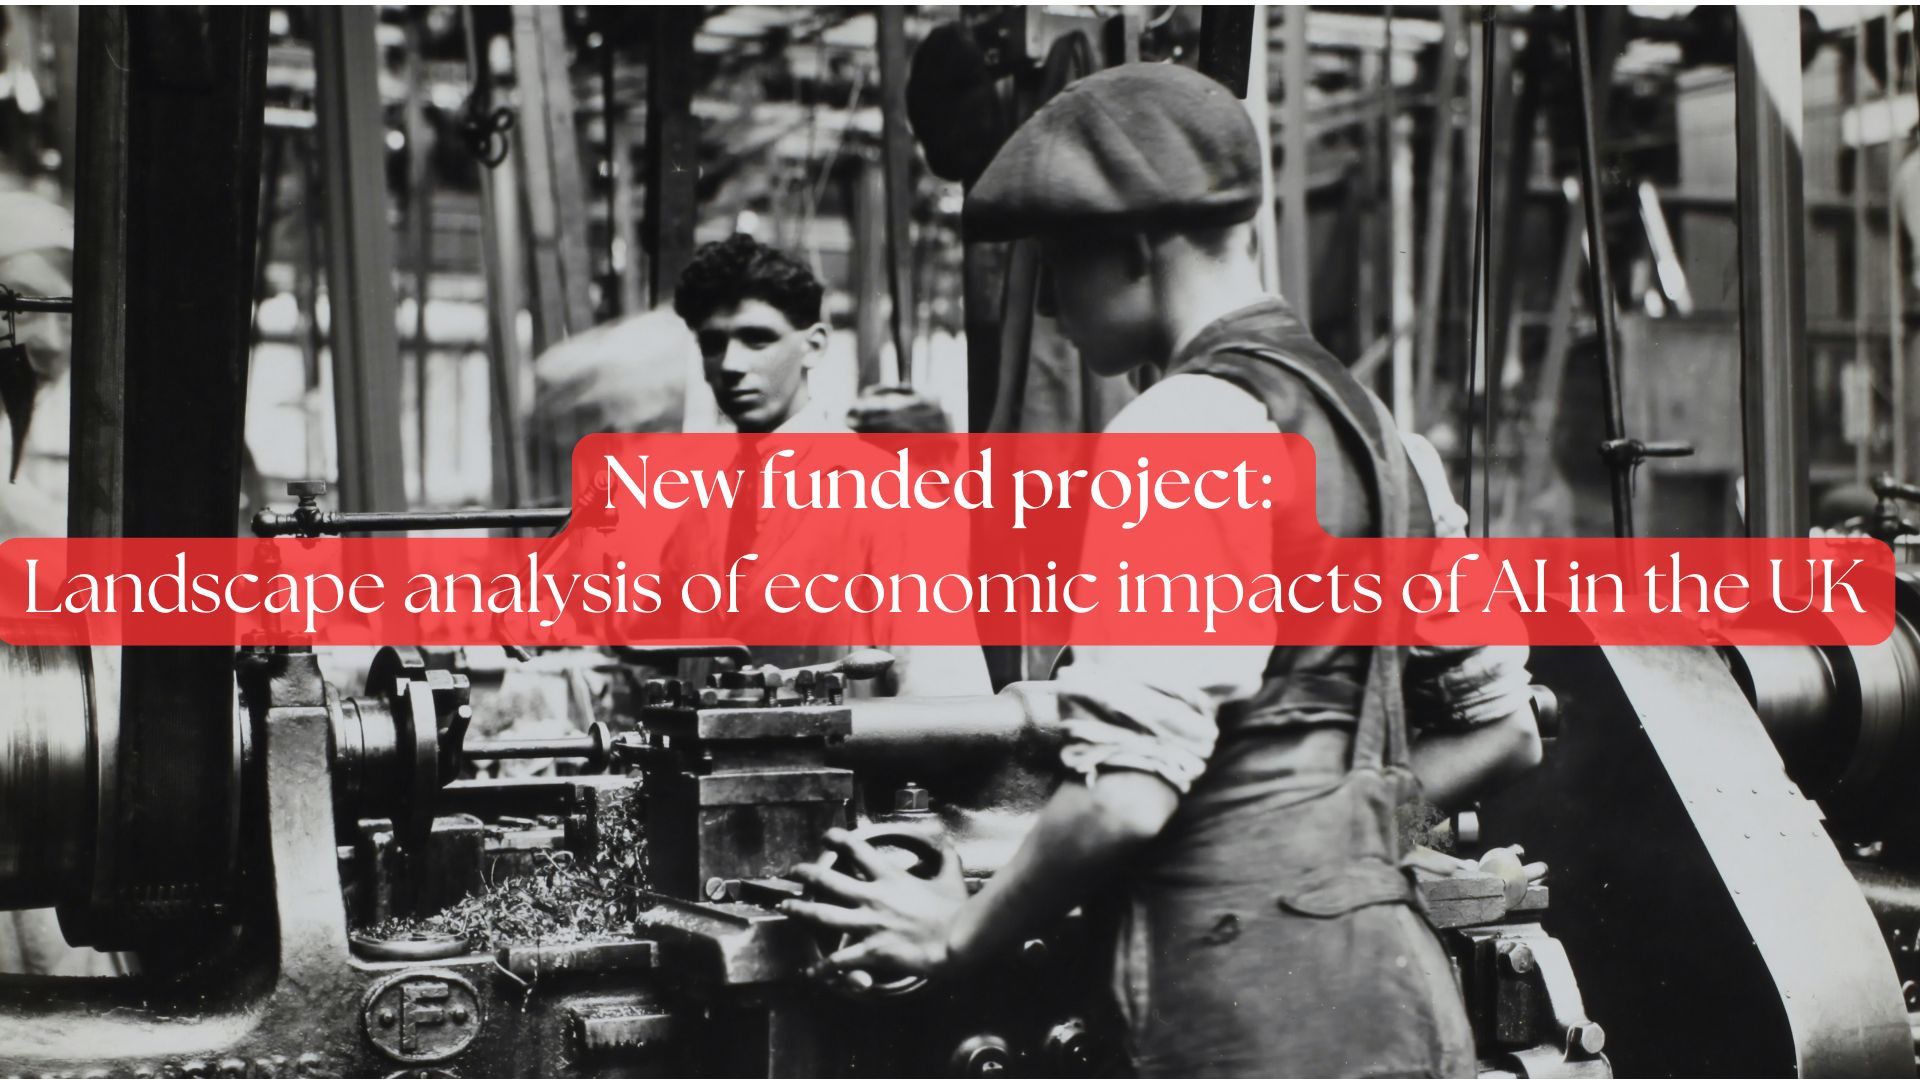 New funded project:
Landscape analysis of economic impacts of AI in the UK
F